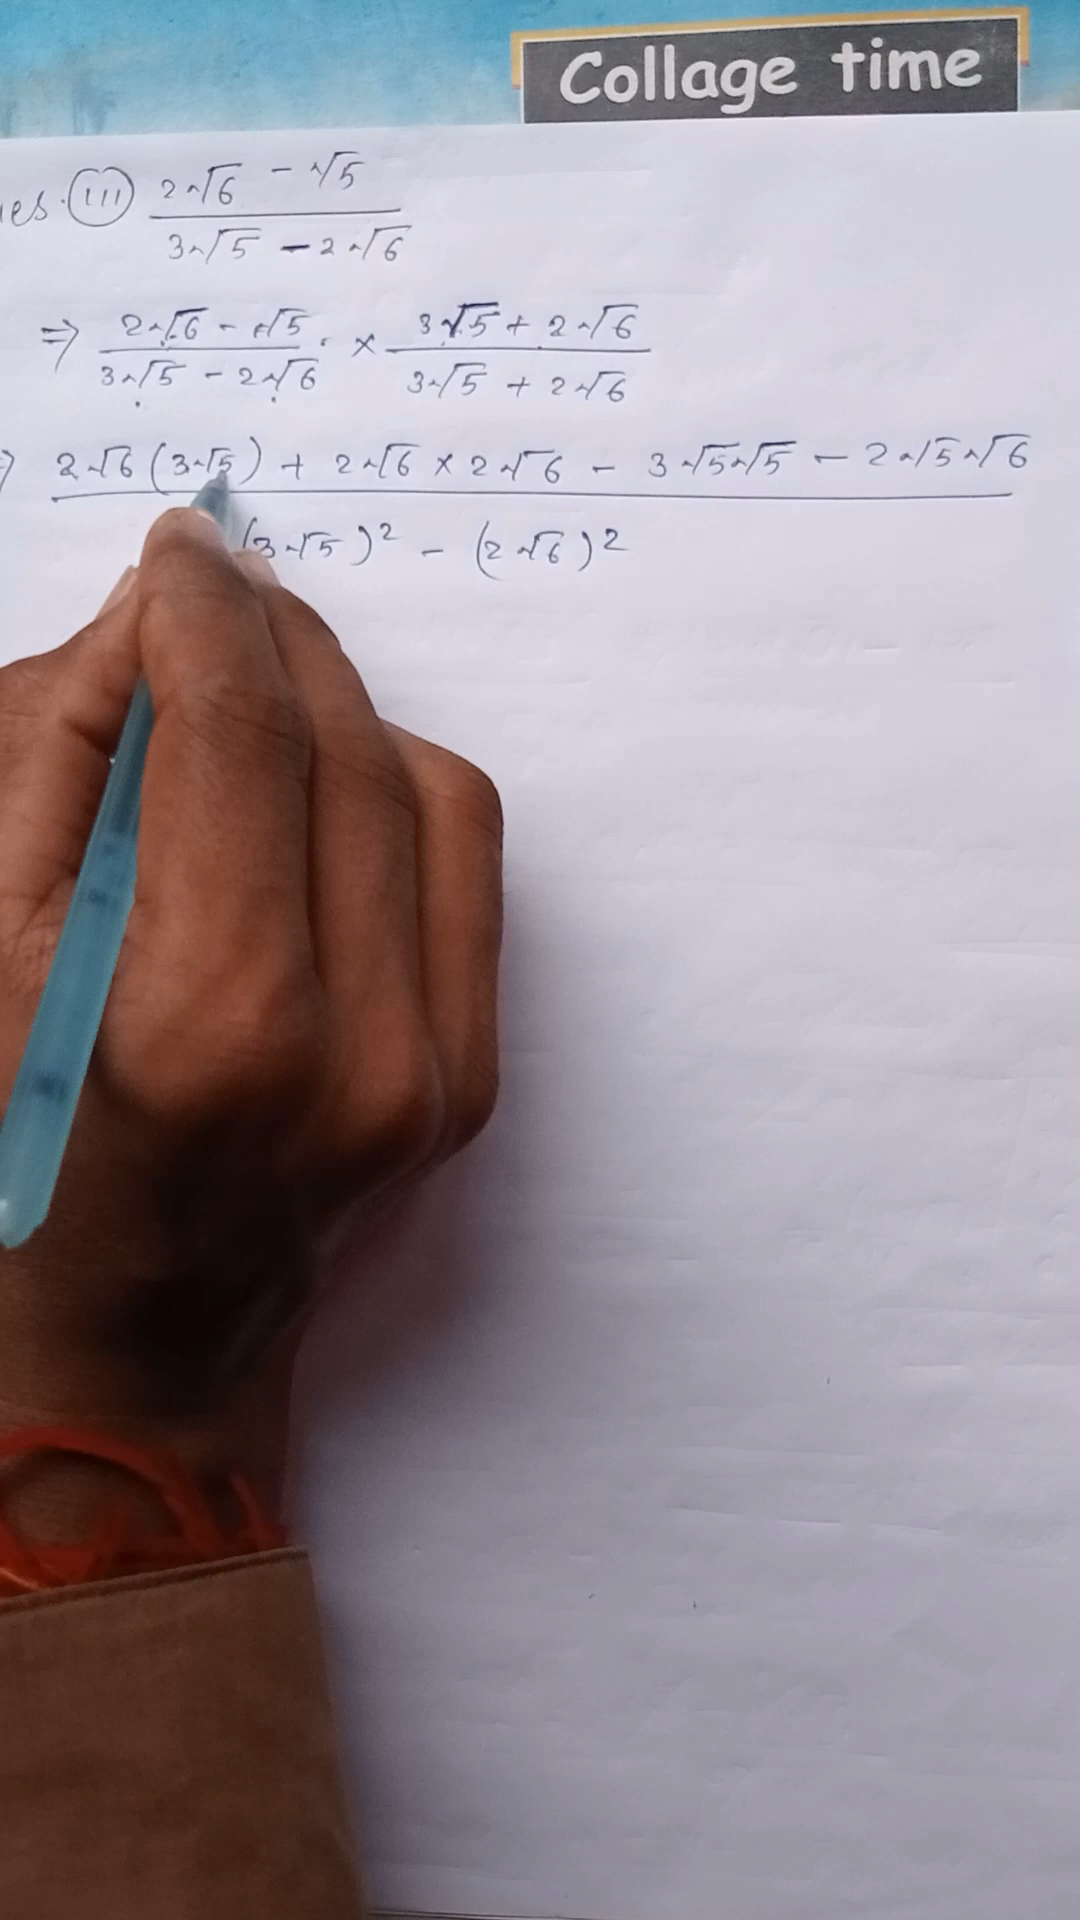 Collage time
(iii) 2√6 - √5
3√5 - 2√6
⇒ 2√6 - √5 × 3√5 + 2√6
3√5 - 2√6 3√5 + 2√6
2√6 (3√5) + 2√6 × 2√6 - 3√5√5 - 2√5√6
(3√5)² - (2√6)²